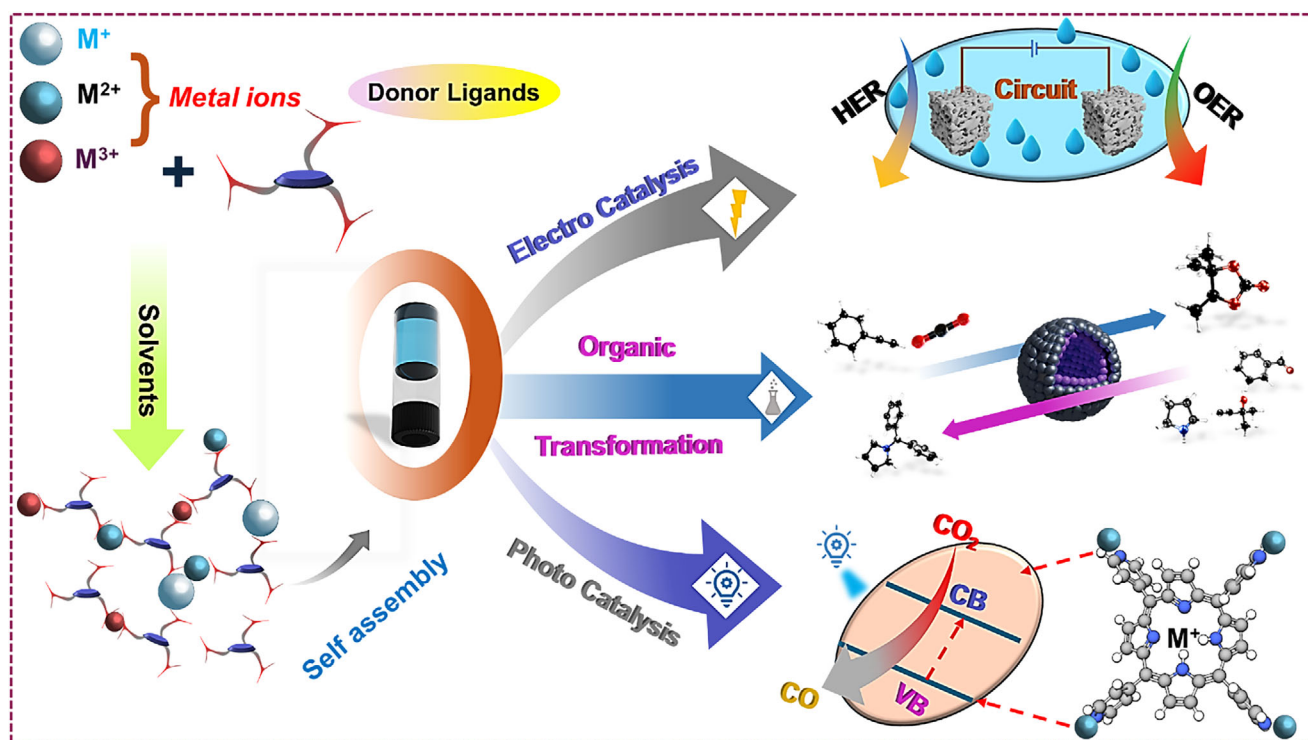 M⁺
M²⁺
M³⁺
Metal ions
Donor Ligands
+
Solvents
Self assembly
Electro Catalysis
Organic
Transformation
Photo Catalysis
HER
Circuit
OER
CO₂
CB
VB
CO
M⁺